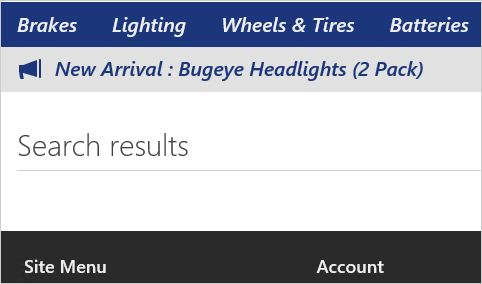 Brakes Lighting Wheels & Tires Batteries
New Arrival : Bugeye Headlights (2 Pack)
Search results
Site Menu Account